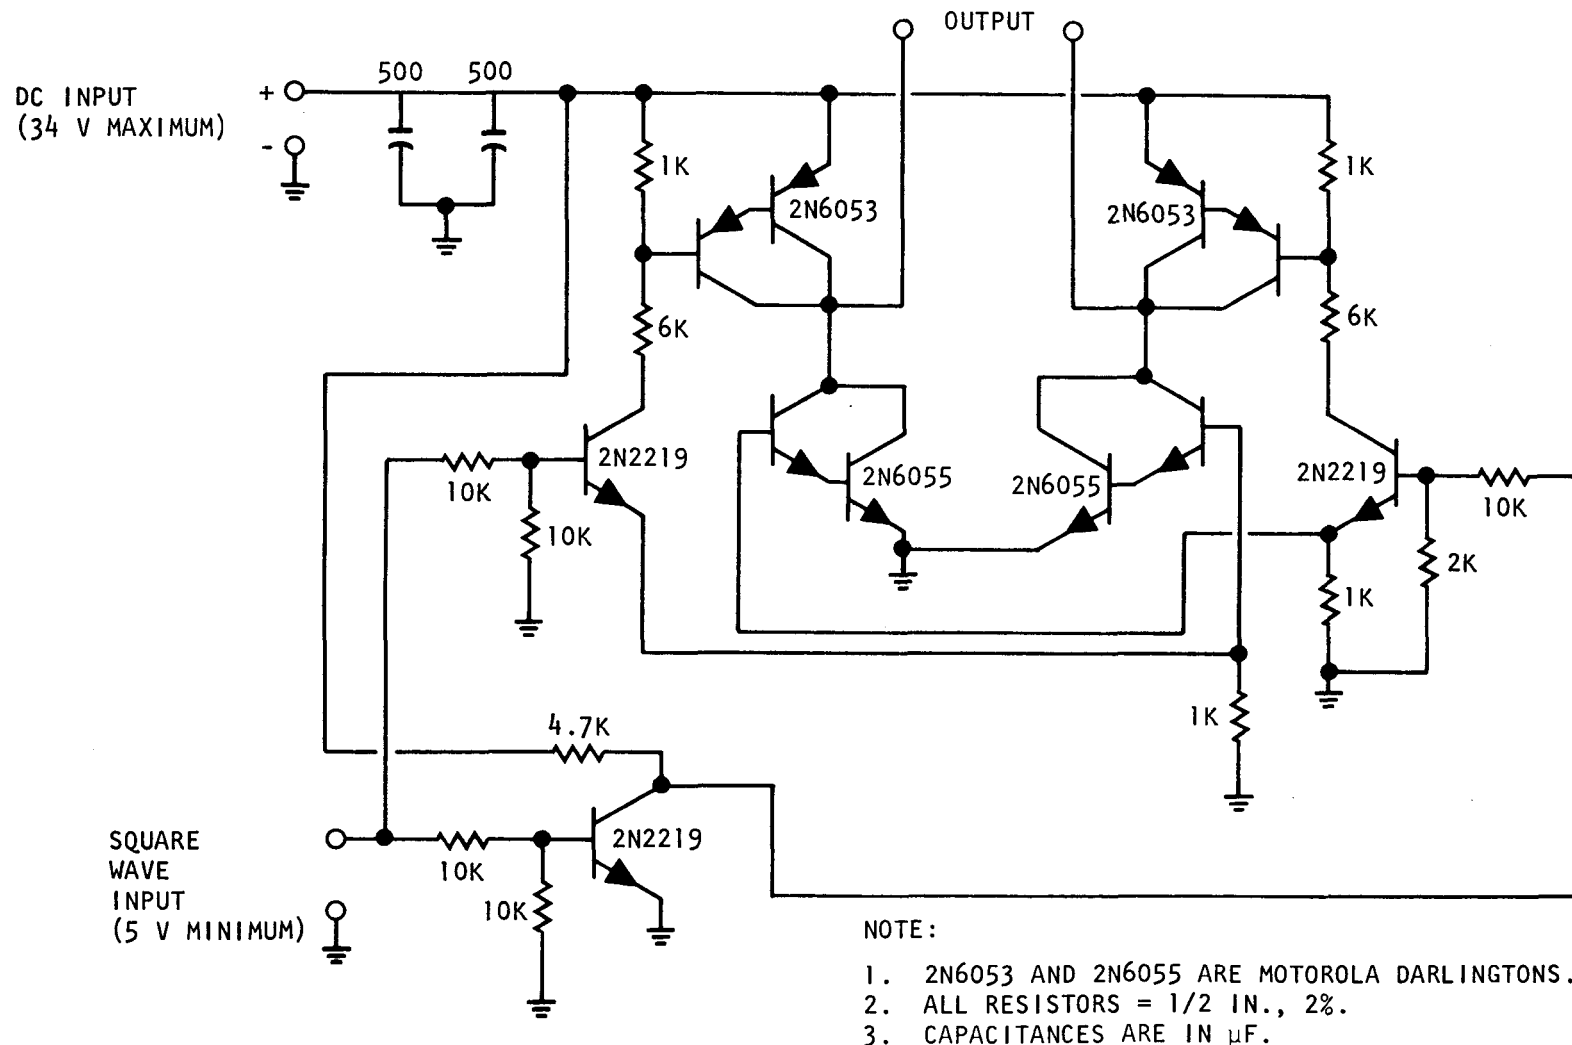 OUTPUT
500 500
DC INPUT
(34 V MAXIMUM)
+
-
1K
2N6053
2N6053
1K
6K
6K
2N2219
10K
10K
2N6055
2N6055
2N2219
10K
2K
1K
1K
4.7K
SQUARE
WAVE
INPUT
(5 V MINIMUM)
10K
10K
2N2219
NOTE:
1. 2N6053 AND 2N6055 ARE MOTOROLA DARLINGTONS.
2. ALL RESISTORS = 1/2 IN., 2%.
3. CAPACITANCES ARE IN µF.